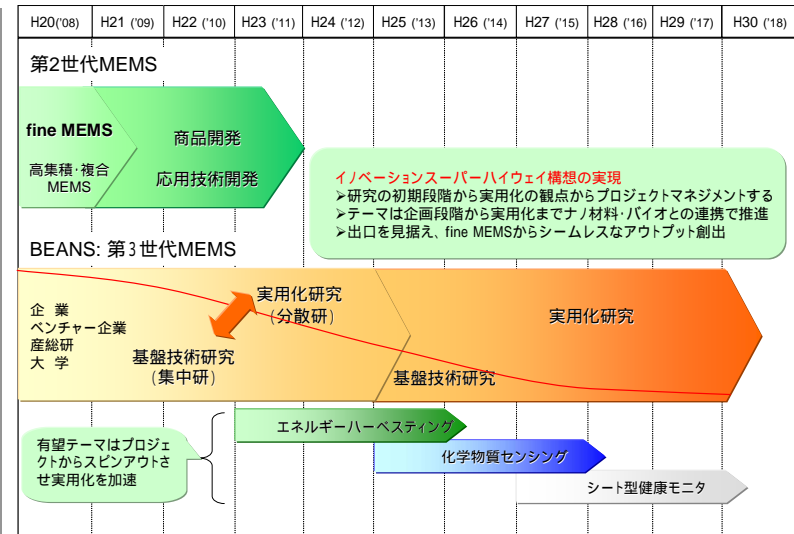 H20('08) H21 ('09) H22 ('10) H23 ('11) H24 ('12) H25 ('13) H26 ('14) H27 ('15) H28 ('16) H29 ('17) H30 ('18)
第2世代MEMS
fine MEMS
高集積・複合
MEMS
商品開発
応用技術開発
イノベーションスーパーハイウェイ構想の実現
➢研究の初期段階から実用化の観点からプロジェクトマネジメントする
➢テーマは企画段階から実用化までナノ材料・バイオとの連携で推進
➢出口を見据え、fine MEMSからシームレスなアウトプット創出
BEANS: 第3世代MEMS
企 業
ベンチャー企業
産総研
大 学
実用化研究
(分散研)
基盤技術研究
(集中研)
実用化研究
基盤技術研究
有望テーマはプロジェ
クトからスピンアウトさ
せ実用化を加速
エネルギーハーベスティング
化学物質センシング
シート型健康モニタ